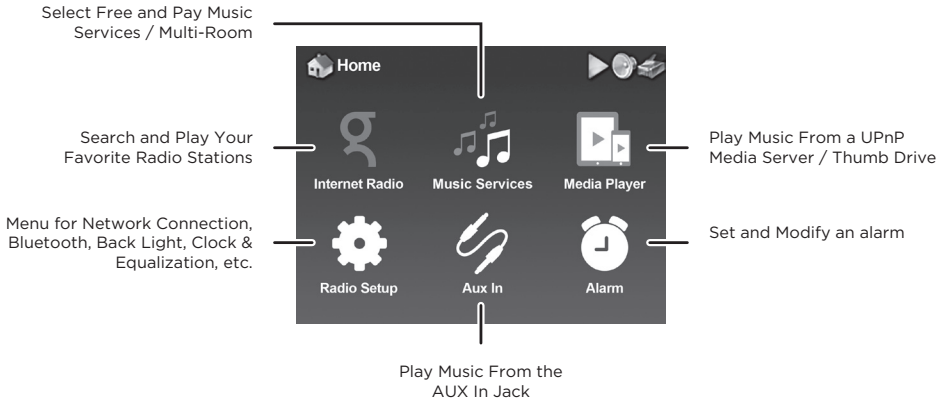 Select Free and Pay Music
Services / Multi-Room
Home
Search and Play Your
Favorite Radio Stations
Internet Radio
Music Services
Media Player
Play Music From a UPnP
Media Server / Thumb Drive
Menu for Network Connection,
Bluetooth, Back Light, Clock &
Equalization, etc.
Radio Setup
Aux In
Alarm
Set and Modify an alarm
Play Music From the
AUX In Jack